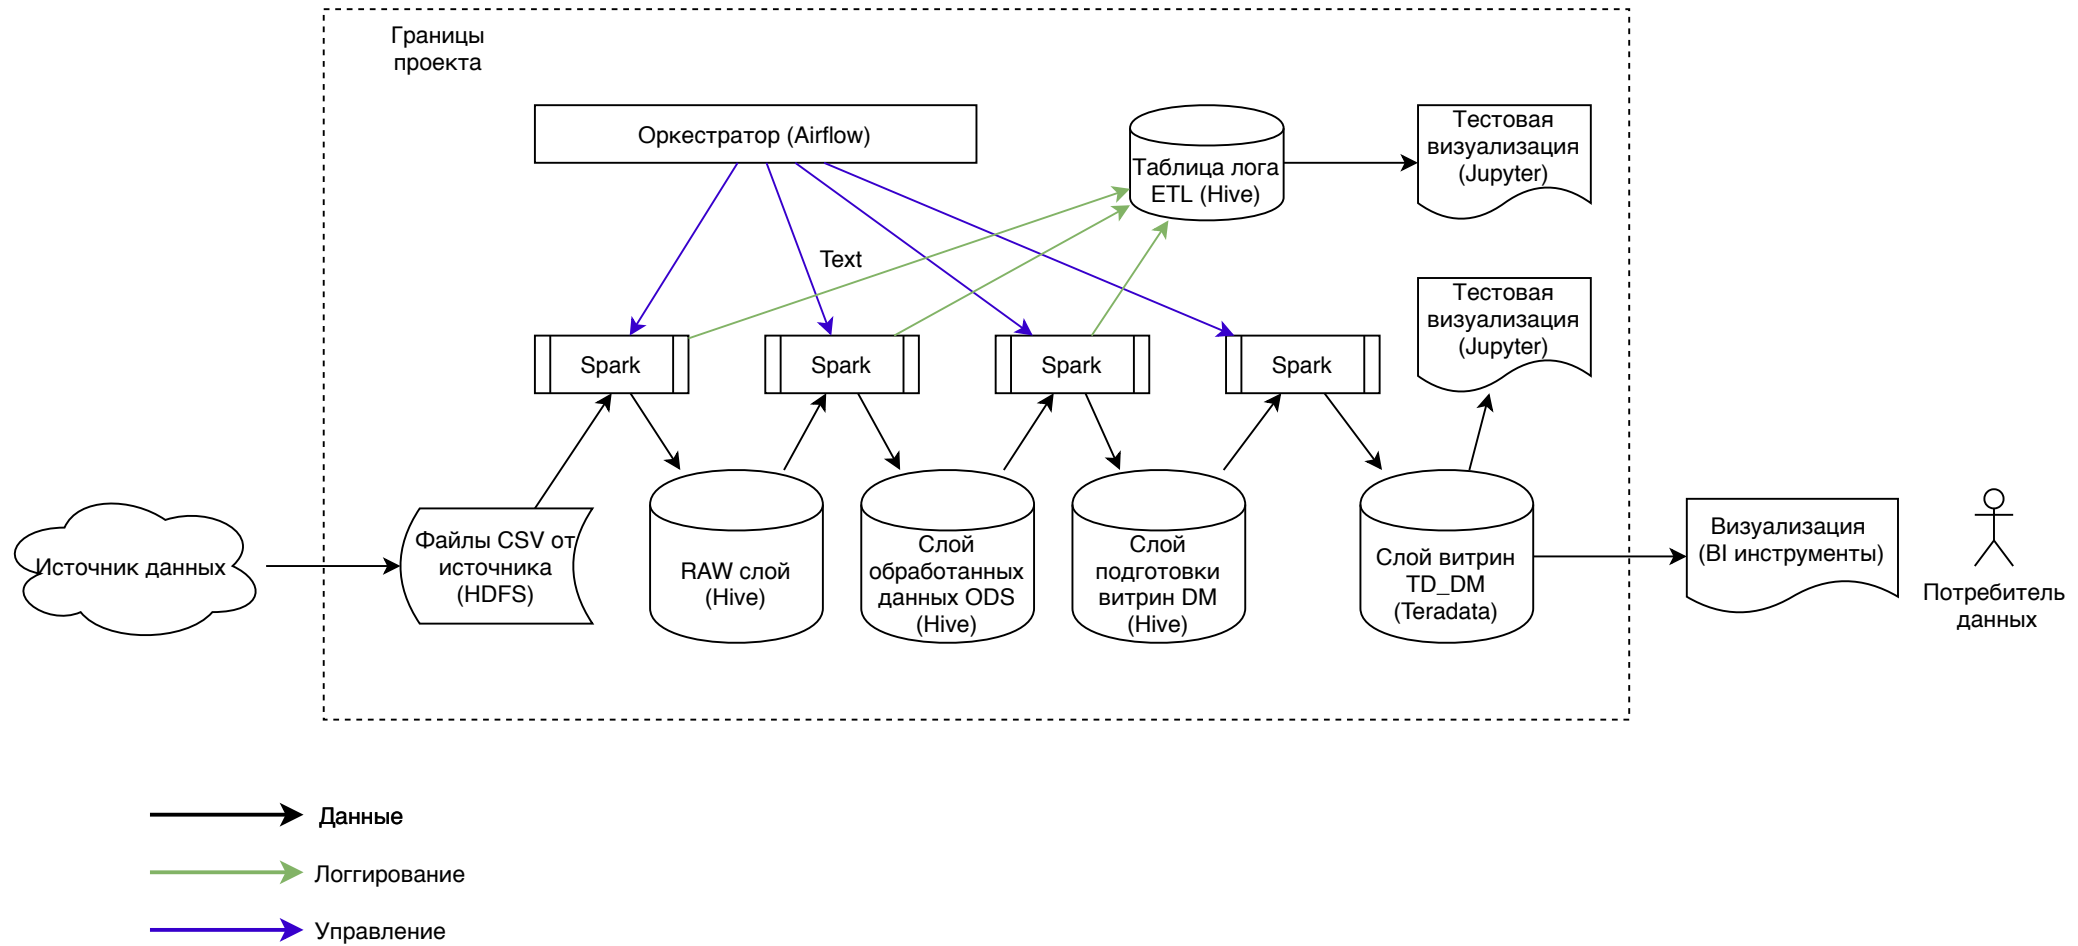 Границы
проекта
Оркестратор (Airflow)
Таблица лога
ETL (Hive)
Тестовая
визуализация
(Jupyter)
Text
Тестовая
визуализация
(Jupyter)
Spark
Spark
Spark
Spark
Источник данных
Файлы CSV от
источника
(HDFS)
RAW слой
(Hive)
Слой
обработанных
данных ODS
(Hive)
Слой
подготовки
витрин DM
(Hive)
Слой витрин
TD_DM
(Teradata)
Визуализация
(BI инструменты)
Потребитель
данных
Данные
Логгирование
Управление